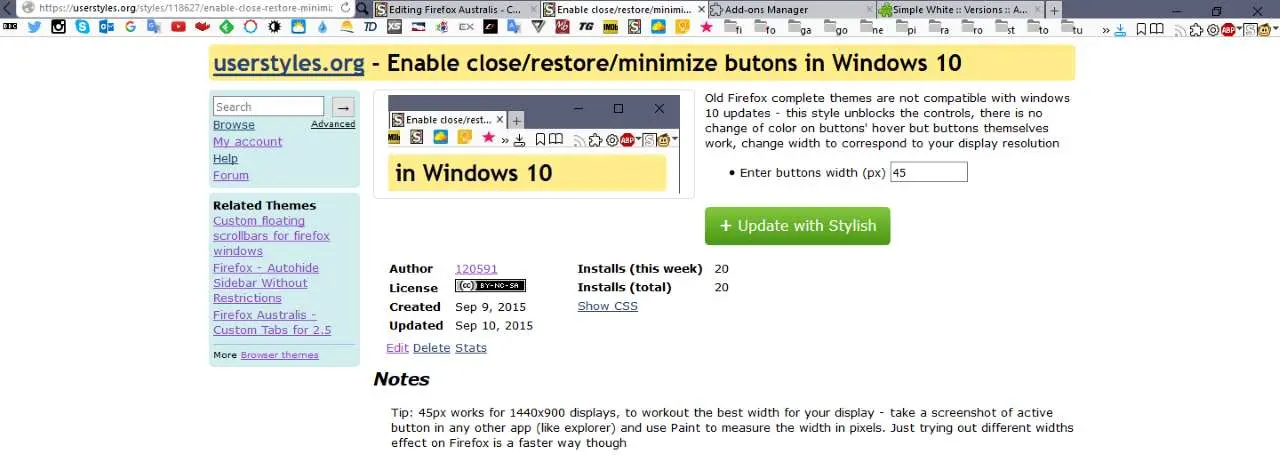 https://userstyles.org/styles/118627/enable-close-restore-minimi:
Editing Firefox Australis - C...
Enable close/restore/minimi...
Add-ons Manager
Simple White :: Versions :: A...
BBC
TD
XS
EX
IMDb
TG
IMDb
S
fi
fo
ga
go
ne
pi
ra
ro
st
to
tu
»
ABP
userstyles.org - Enable close/restore/minimize butons in Windows 10
Search
→
Browse
Advanced
My account
Help
Forum
Related Themes
Custom floating
scrollbars for firefox
windows
Firefox - Autohide
Sidebar Without
Restrictions
Firefox Australis -
Custom Tabs for 2.5
More Browser themes
Enable close/rest...
IMDb
S
»
ABP
in Windows 10
Old Firefox complete themes are not compatible with windows
10 updates - this style unblocks the controls, there is no
change of color on buttons' hover but buttons themselves
work, change width to correspond to your display resolution
• Enter buttons width (px) 45
+ Update with Stylish
Author 120591
License (cc) BY-NC-SA
Created Sep 9, 2015
Updated Sep 10, 2015
Installs (this week) 20
Installs (total) 20
Show CSS
Edit Delete Stats
Notes
Tip: 45px works for 1440x900 displays, to workout the best width for your display - take a screenshot of active
button in any other app (like explorer) and use Paint to measure the width in pixels. Just trying out different widths
effect on Firefox is a faster way though